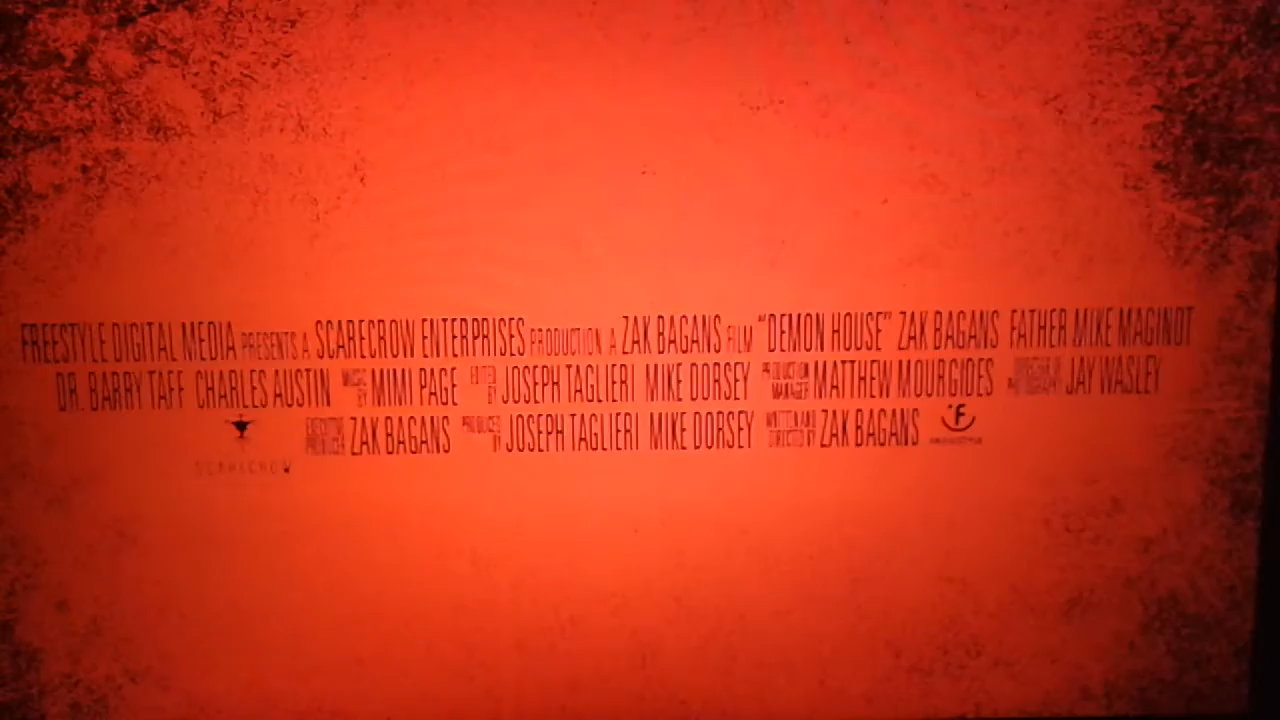 FREESTYLE DIGITAL MEDIA PRESENTS A SCARECROW ENTERPRISES PRODUCTION A ZAK BAGANS FILM "DEMON HOUSE" ZAK BAGANS FATHER MIKE MAGINOT
DR. BARRY TAFF CHARLES AUSTIN MUSIC BY MIMI PAGE EDITED BY JOSEPH TAGLIERI MIKE DORSEY PRODUCTION MANAGER MATTHEW MOURGIDES JAY WASLEY
EXECUTIVE PRODUCER ZAK BAGANS PRODUCED BY JOSEPH TAGLIERI MIKE DORSEY WRITTEN AND DIRECTED BY ZAK BAGANS F
SCARECROW